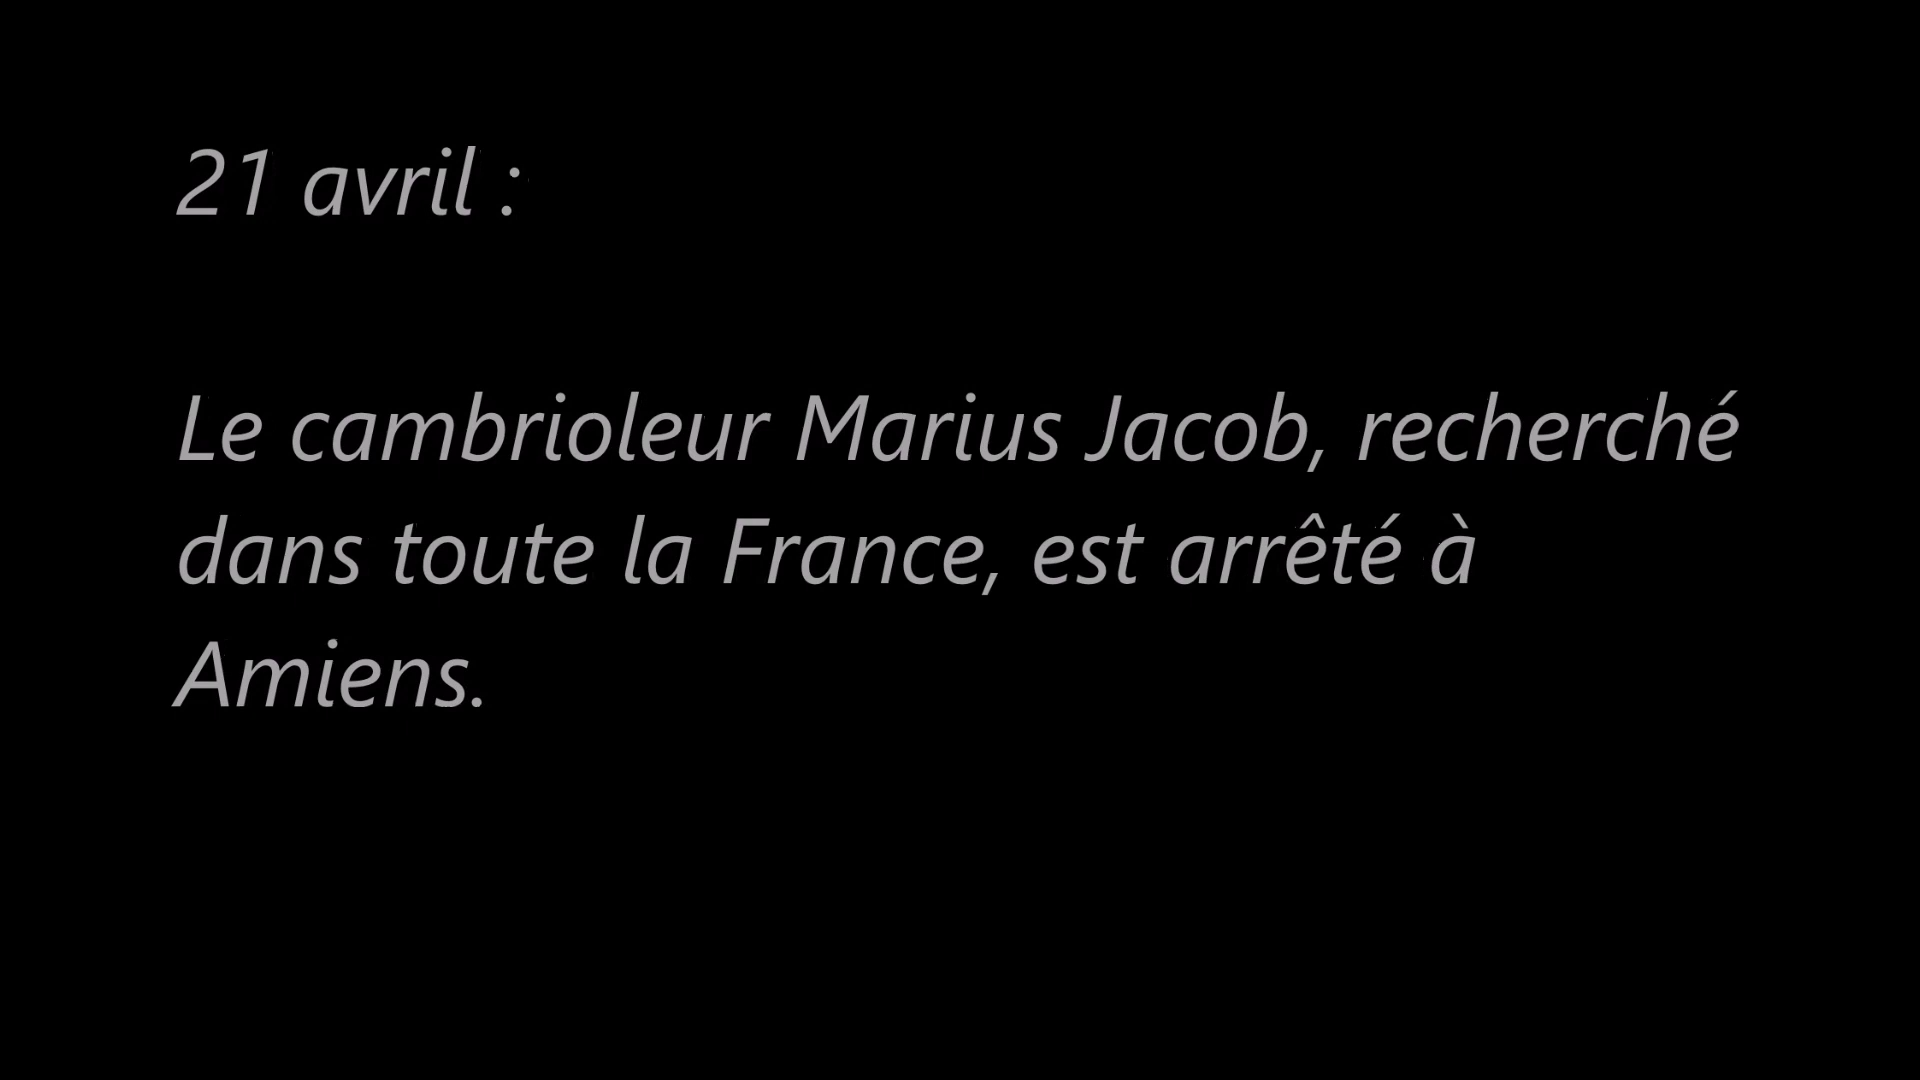 21 avril :
Le cambrioleur Marius Jacob, recherché
dans toute la France, est arrêté à
Amiens.